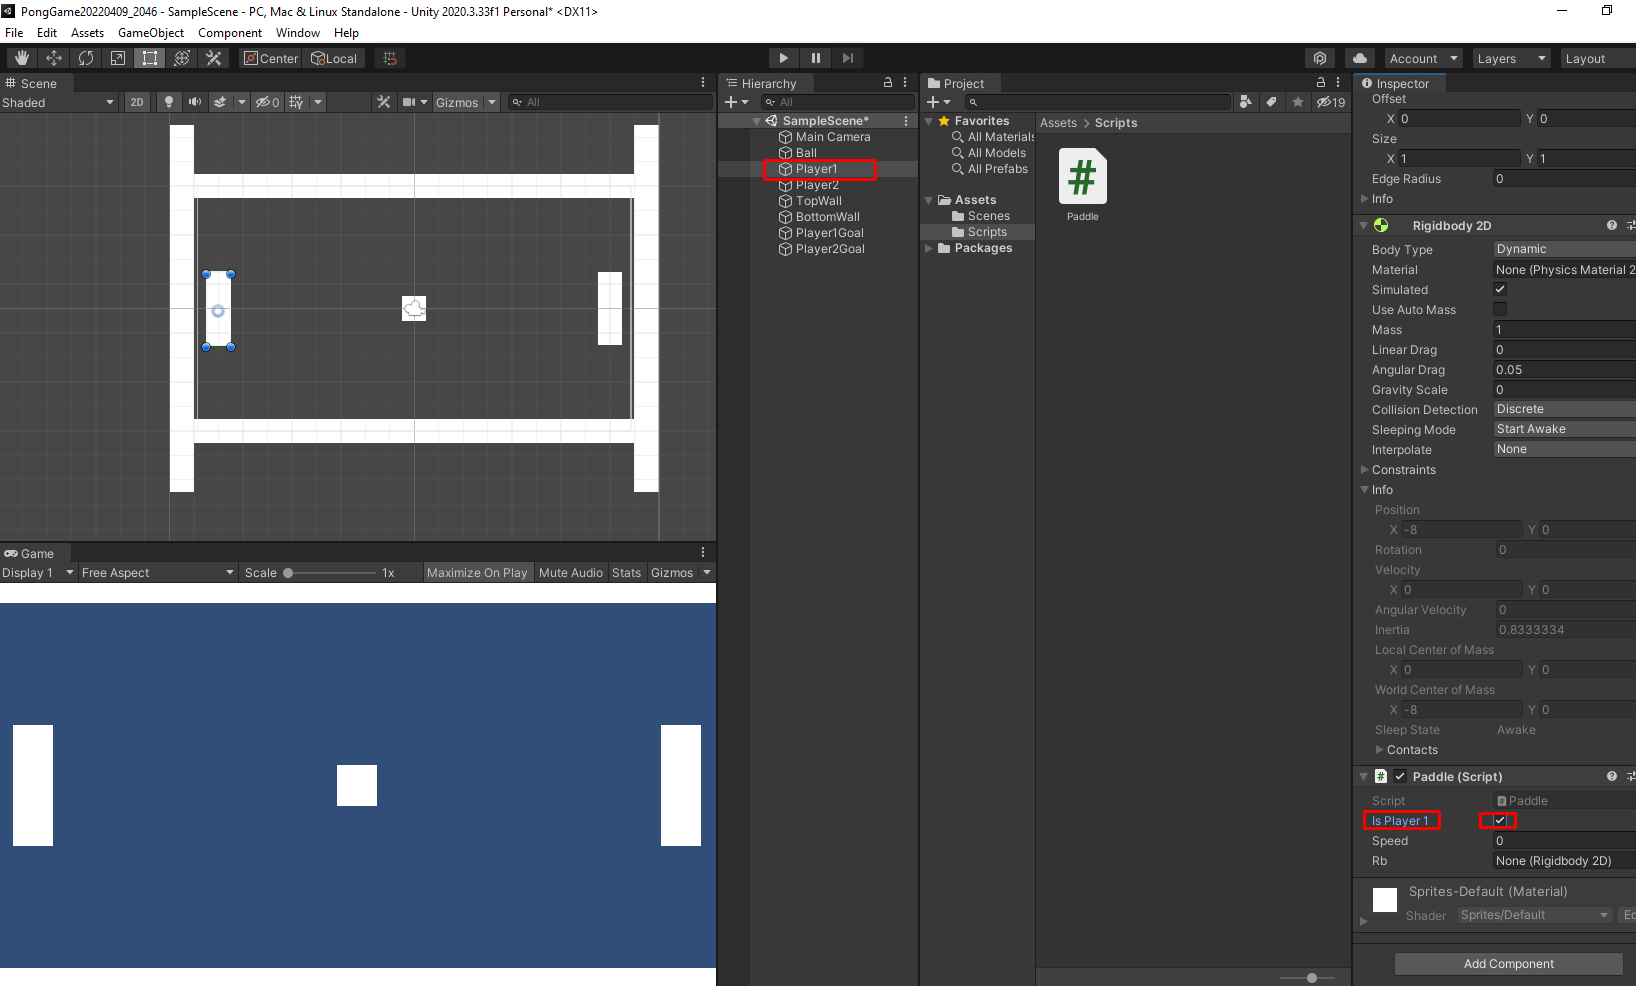 PongGame20220409_2046 - SampleScene - PC, Mac & Linux Standalone - Unity 2020.3.33f1 Personal* <DX11>
File Edit Assets GameObject Component Window Help
Center Local Account Layers Layout
Scene
Shaded 2D 0 Gizmos All
Hierarchy
All
SampleScene*
Main Camera
Ball
Player1
Player2
TopWall
BottomWall
Player1Goal
Player2Goal
Project
19
Favorites
All Materials
All Models
All Prefabs
Assets
Scenes
Scripts
Packages
Assets > Scripts
#
Paddle
Game
Display 1 Free Aspect Scale 1x Maximize On Play Mute Audio Stats Gizmos
Inspector
Offset
X 0 Y 0
Size
X 1 Y 1
Edge Radius 0
Info
Rigidbody 2D
Body Type Dynamic
Material None (Physics Material 2
Simulated
Use Auto Mass
Mass 1
Linear Drag 0
Angular Drag 0.05
Gravity Scale 0
Collision Detection Discrete
Sleeping Mode Start Awake
Interpolate None
Constraints
Info
Position
X -8 Y 0
Rotation 0
Velocity
X 0 Y 0
Angular Velocity 0
Inertia 0.8333334
Local Center of Mass
X 0 Y 0
World Center of Mass
X -8 Y 0
Sleep State Awake
Contacts
# Paddle (Script)
Script # Paddle
Is Player 1
Speed 0
Rb None (Rigidbody 2D)
Sprites-Default (Material)
Shader Sprites/Default Ec
Add Component